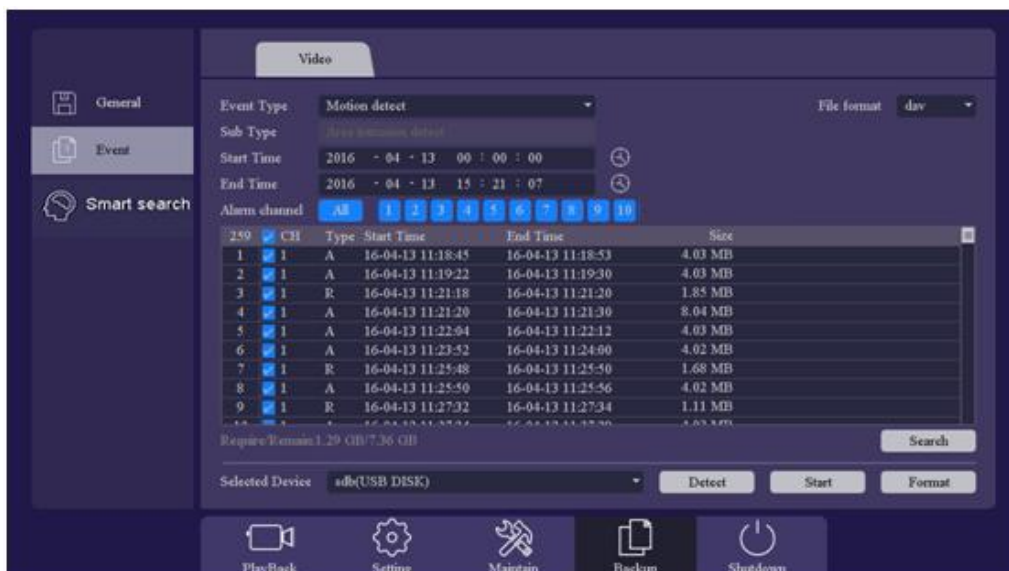 Video
General
Event
Smart search
Event Type Motion detect File format dav
Sub Type Area intrusion detect
Start Time 2016 - 04 - 13 00 : 00 : 00
End Time 2016 - 04 - 13 15 : 21 : 07
Alarm channel All 1 2 3 4 5 6 7 8 9 10
259 CH Type Start Time End Time Size
1 1 A 16-04-13 11:18:45 16-04-13 11:18:53 4.03 MB
2 1 A 16-04-13 11:19:22 16-04-13 11:19:30 4.03 MB
3 1 R 16-04-13 11:21:18 16-04-13 11:21:20 1.85 MB
4 1 A 16-04-13 11:21:20 16-04-13 11:21:30 8.04 MB
5 1 A 16-04-13 11:22:04 16-04-13 11:22:12 4.03 MB
6 1 A 16-04-13 11:23:52 16-04-13 11:24:00 4.02 MB
7 1 R 16-04-13 11:25:48 16-04-13 11:25:50 1.68 MB
8 1 A 16-04-13 11:25:50 16-04-13 11:25:56 4.02 MB
9 1 R 16-04-13 11:27:32 16-04-13 11:27:34 1.11 MB
Require/Remain:1.29 GB/7.36 GB
Search
Selected Device sdb(USB DISK) Detect Start Format
PlayBack Setting Maintain Backup Shutdown